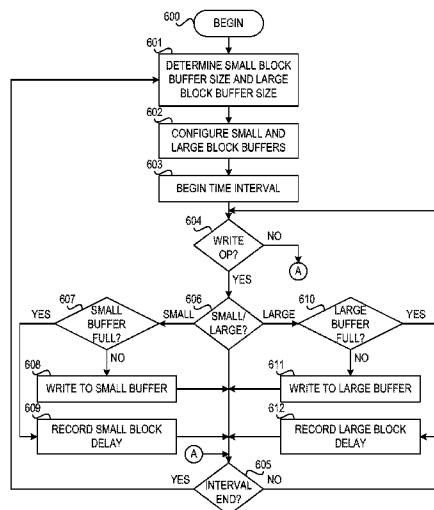 600
BEGIN
601
DETERMINE SMALL BLOCK
BUFFER SIZE AND LARGE
BLOCK BUFFER SIZE
602
CONFIGURE SMALL AND
LARGE BLOCK BUFFERS
603
BEGIN TIME INTERVAL
604
WRITE
OP?
NO
A
YES
607
YES
SMALL
BUFFER
FULL?
SMALL
606
SMALL/
LARGE?
LARGE
610
LARGE
BUFFER
FULL?
YES
NO
NO
608
WRITE TO SMALL BUFFER
611
WRITE TO LARGE BUFFER
609
RECORD SMALL BLOCK
DELAY
612
RECORD LARGE BLOCK
DELAY
A
605
YES
INTERVAL
END?
NO